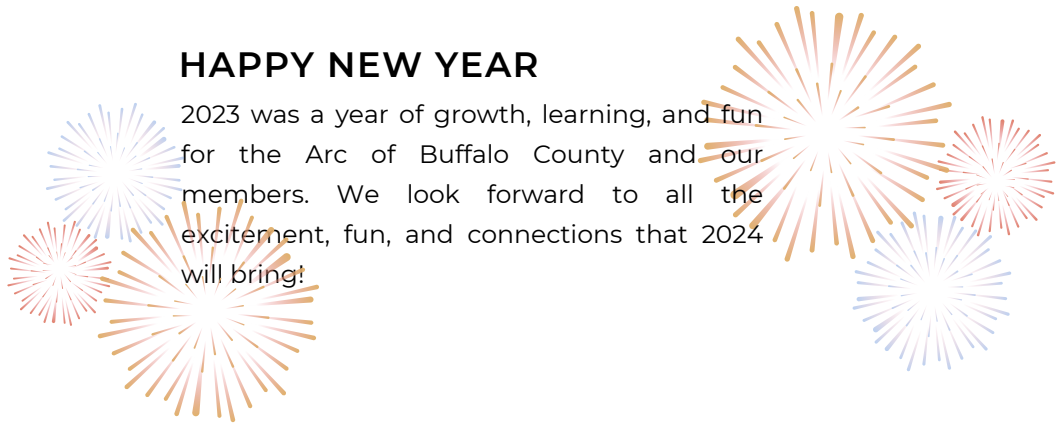 HAPPY NEW YEAR
2023 was a year of growth, learning, and fun
for the Arc of Buffalo County and our
members. We look forward to all the
excitement, fun, and connections that 2024
will bring!